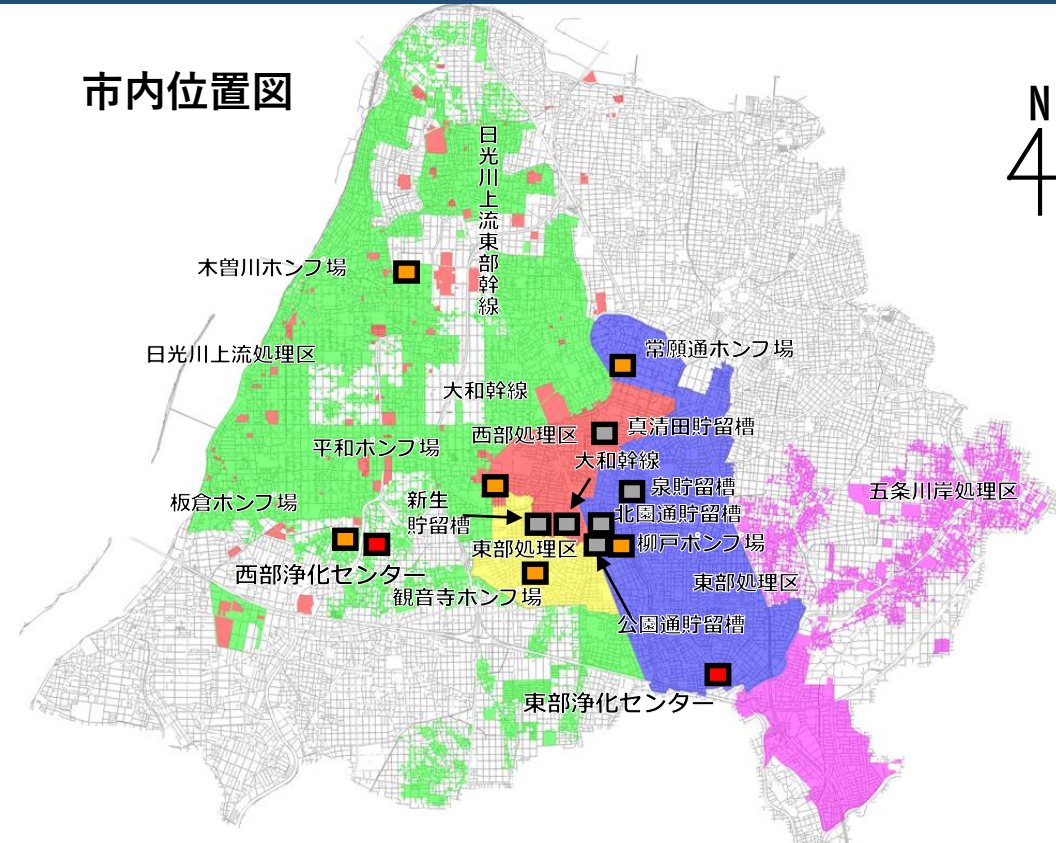 市内位置図
N
日光川上流東部幹線
木曽川ホンフ場
常願通ホンフ場
日光川上流処理区
大和幹線
西部処理区
真清田貯留槽
平和ホンフ場
大和幹線
泉貯留槽
五条川岸処理区
板倉ホンフ場
新生
貯留槽
北園通貯留槽
東部処理区
柳戸ポンプ場
西部浄化センター
東部処理区
観音寺ホンフ場
公園通貯留槽
東部浄化センター